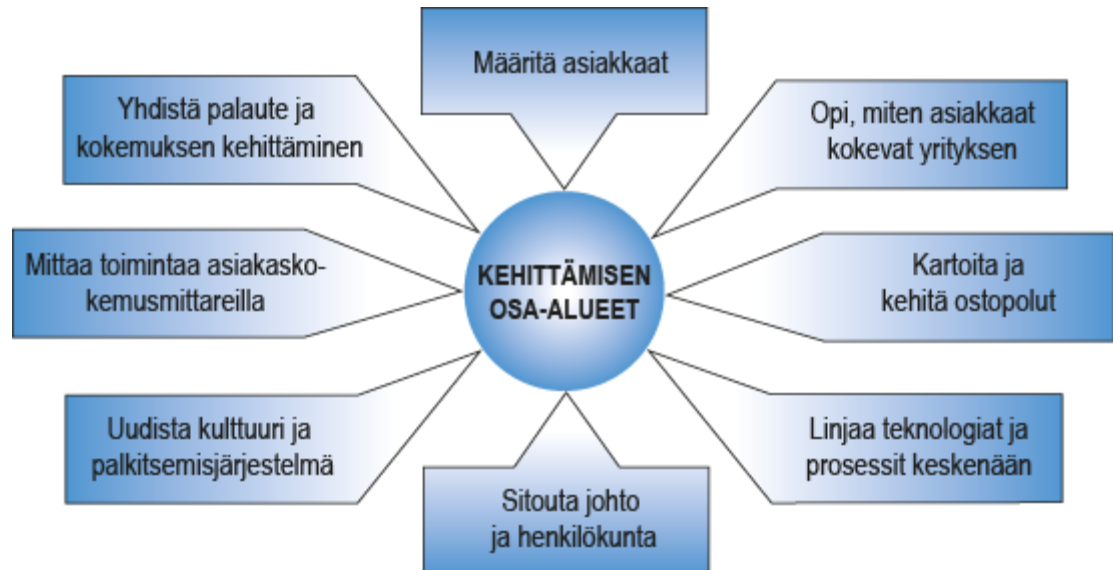 Määritä asiakkaat
Yhdistä palaute ja
kokemuksen kehittäminen
Opi, miten asiakkaat
kokevat yrityksen
Mittaa toimintaa asiakasko-
kemusmittareilla
KEHITTÄMISEN
OSA-ALUEET
Kartoita ja
kehitä ostopolut
Uudista kulttuuri ja
palkitsemisjärjestelmä
Linjaa teknologiat ja
prosessit keskenään
Sitouta johto
ja henkilökunta